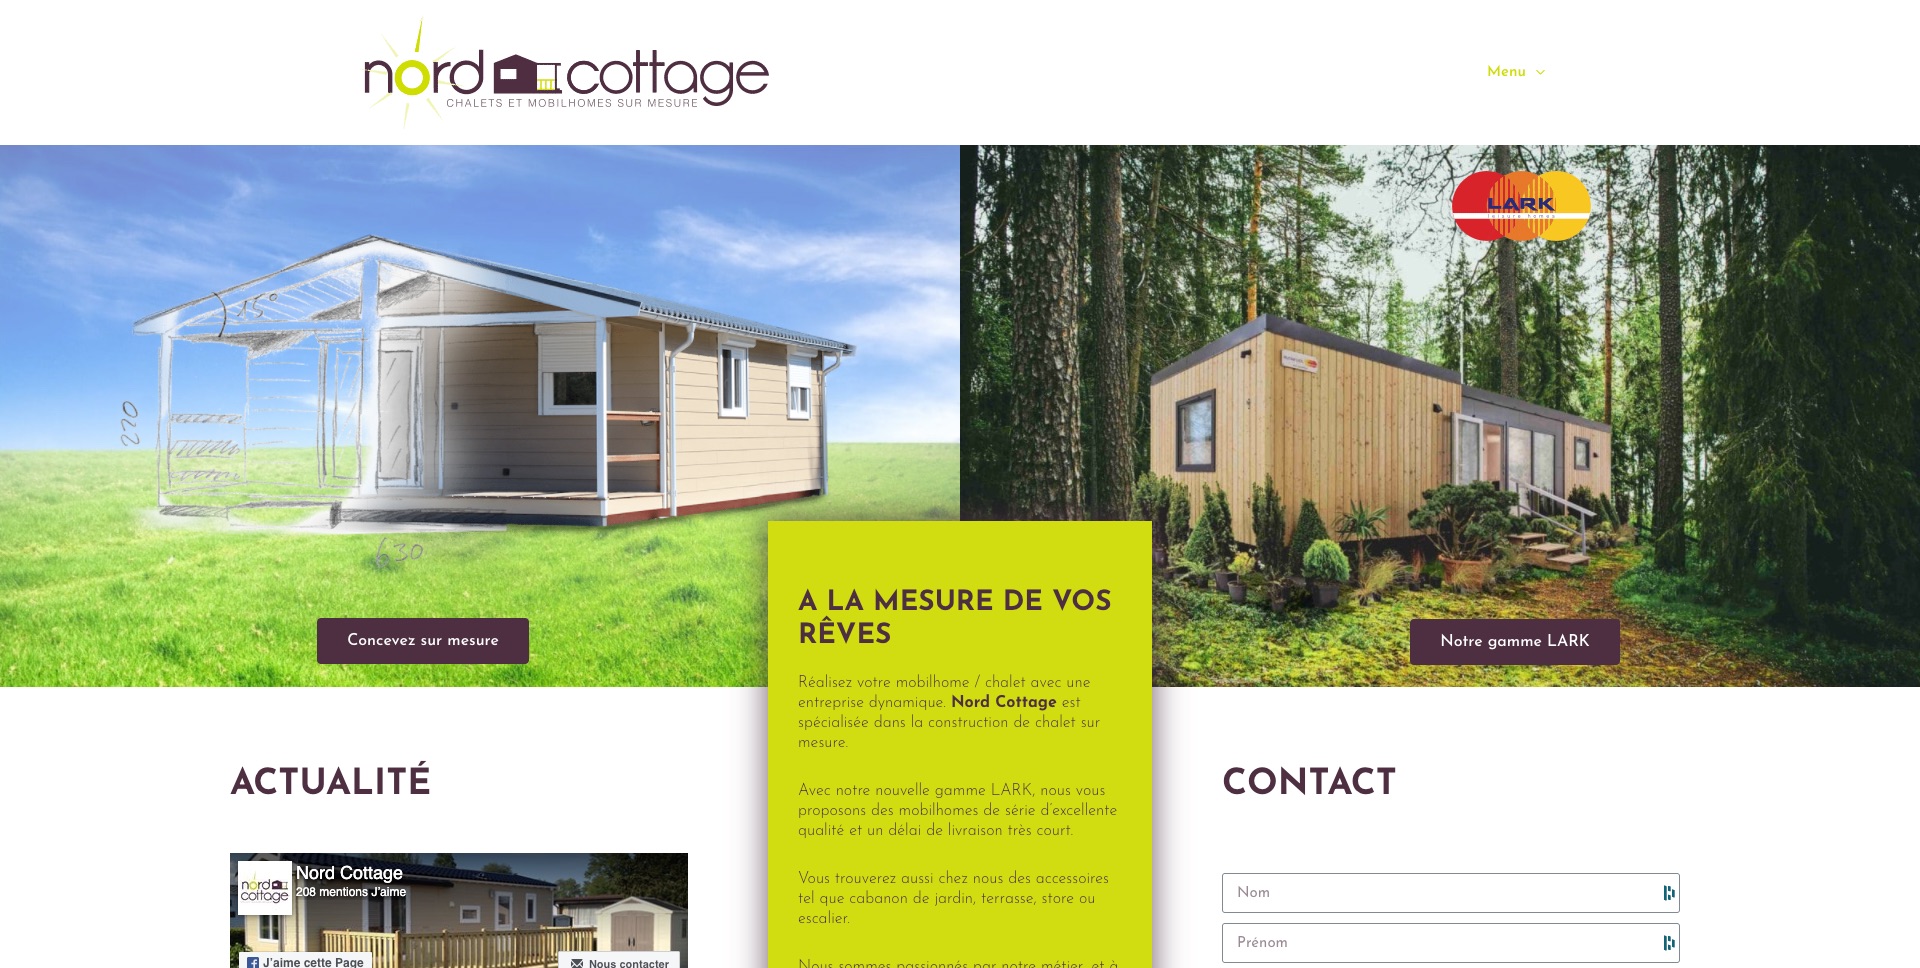 nord cottage
CHALETS ET MOBILHOMES SUR MESURE
Menu
LARK
leisure homes
15°
220
630
Concevez sur mesure
Notre gamme LARK
A LA MESURE DE VOS
RÊVES
Réalisez votre mobilhome / chalet avec une
entreprise dynamique. Nord Cottage est
spécialisée dans la construction de chalet sur
mesure.
Avec notre nouvelle gamme LARK, nous vous
proposons des mobilhomes de série d'excellente
qualité et un délai de livraison très court.
Vous trouverez aussi chez nous des accessoires
tel que cabanon de jardin, terrasse, store ou
escalier.
Nous sommes passionnés par notre métier, et à
ACTUALITÉ
nord
cottage
Nord Cottage
208 mentions J'aime
J'aime cette Page
Nous contacter
CONTACT
Nom
Prénom